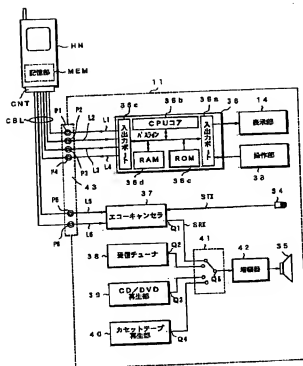 HN
記憶部
MEM
CNT
CBL
11
P1
P2
L2
L1
36e
36b
36a
36
CPUコア
入出力ポート
バスライン
入出力ポート
RAM
ROM
36d
36c
表示部
14
操作部
33
P4
P3
L3
L4
43
37
STX
34
P5
L5
エコーキャンセラ
Q1
SRX
P6
L6
38
受信チューナ
Q2
41
42
35
39
CD/DVD
再生部
Q3
Q5
増幅器
40
カセットテープ
再生部
Q4